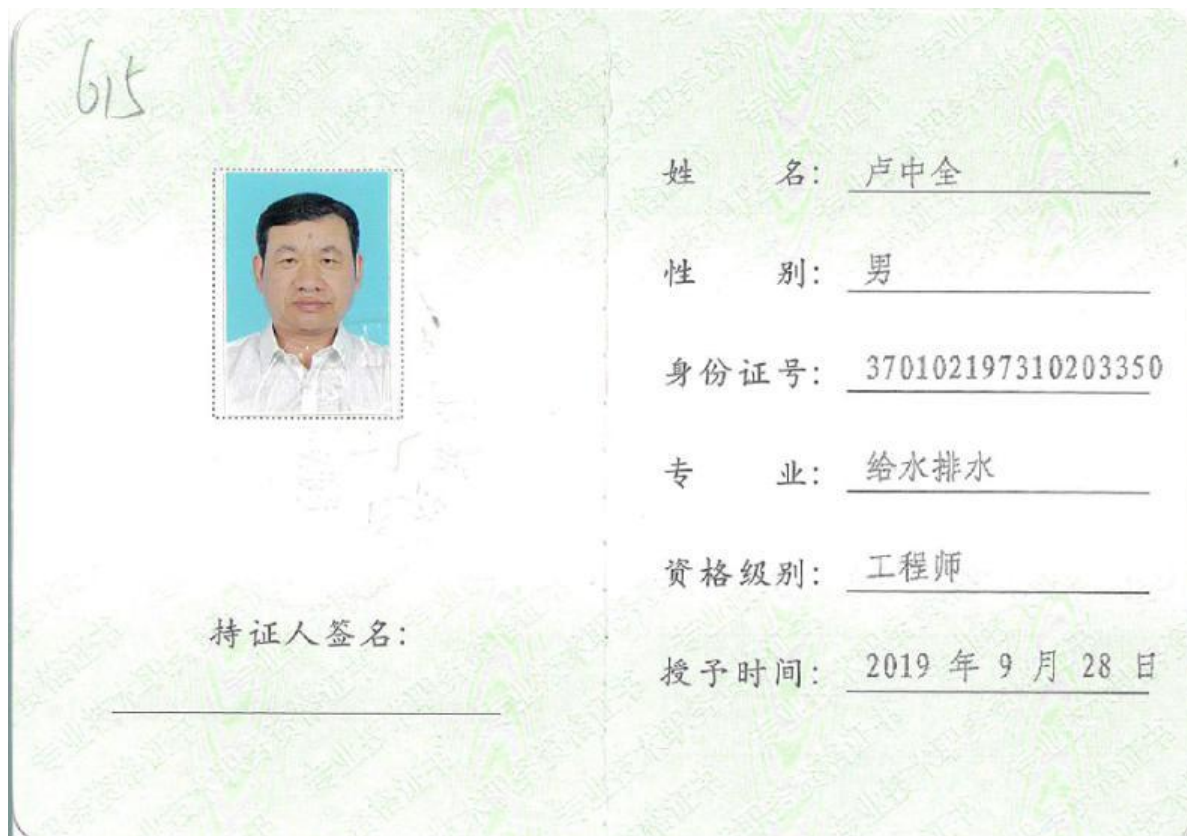 615
持证人签名：
姓 名： 卢中全
性 别： 男
身份证号： 370102197310203350
专 业： 给水排水
资格级别： 工程师
授予时间： 2019 年 9 月 28 日